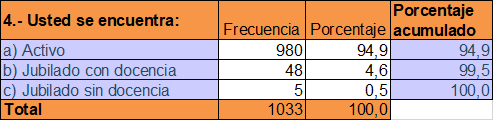 4.- Usted se encuentra: Frecuencia Porcentaje Porcentaje acumulado
a) Activo 980 94,9 94,9
b) Jubilado con docencia 48 4,6 99,5
c) Jubilado sin docencia 5 0,5 100,0
Total 1033 100,0